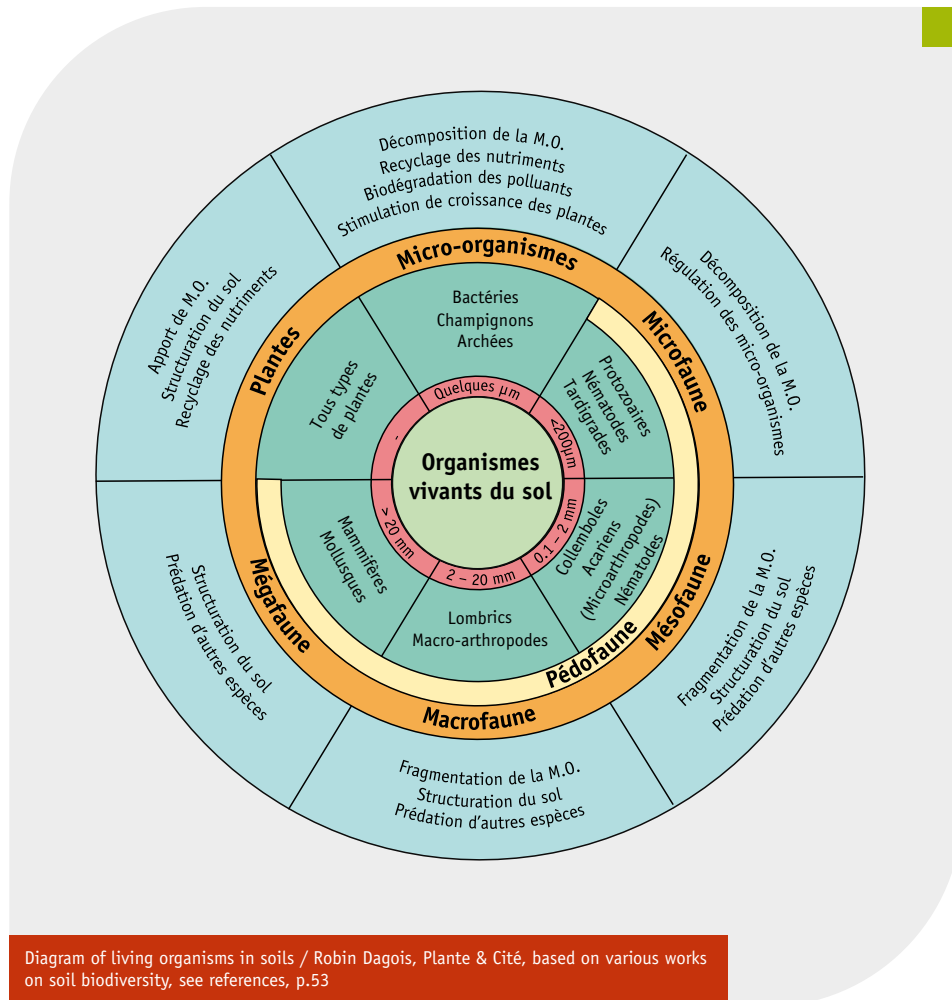 Décomposition de la M.O.
Recyclage des nutriments
Biodégradation des polluants
Stimulation de croissance des plantes
Micro-organismes
Bactéries
Champignons
Archées
Quelques µm
Décomposition de la M.O.
Régulation des micro-organismes
Microfaune
Protozoaires
Nématodes
Tardigrades
<200µm
Fragmentation de la M.O.
Structuration du sol
Prédation d'autres espèces
Mésofaune
Collemboles
Acariens
(Microarthropodes)
Nématodes
0.1 – 2 mm
Pédofaune
Fragmentation de la M.O.
Structuration du sol
Prédation d'autres espèces
Macrofaune
Lombrics
Macro-arthropodes
2 – 20 mm
Structuration du sol
Prédation d'autres espèces
Mégafaune
Mammifères
Mollusques
> 20 mm
Apport de M.O.
Structuration du sol
Recyclage des nutriments
Plantes
Tous types
de plantes
-
Organismes
vivants du sol
Diagram of living organisms in soils / Robin Dagois, Plante & Cité, based on various works
on soil biodiversity, see references, p.53